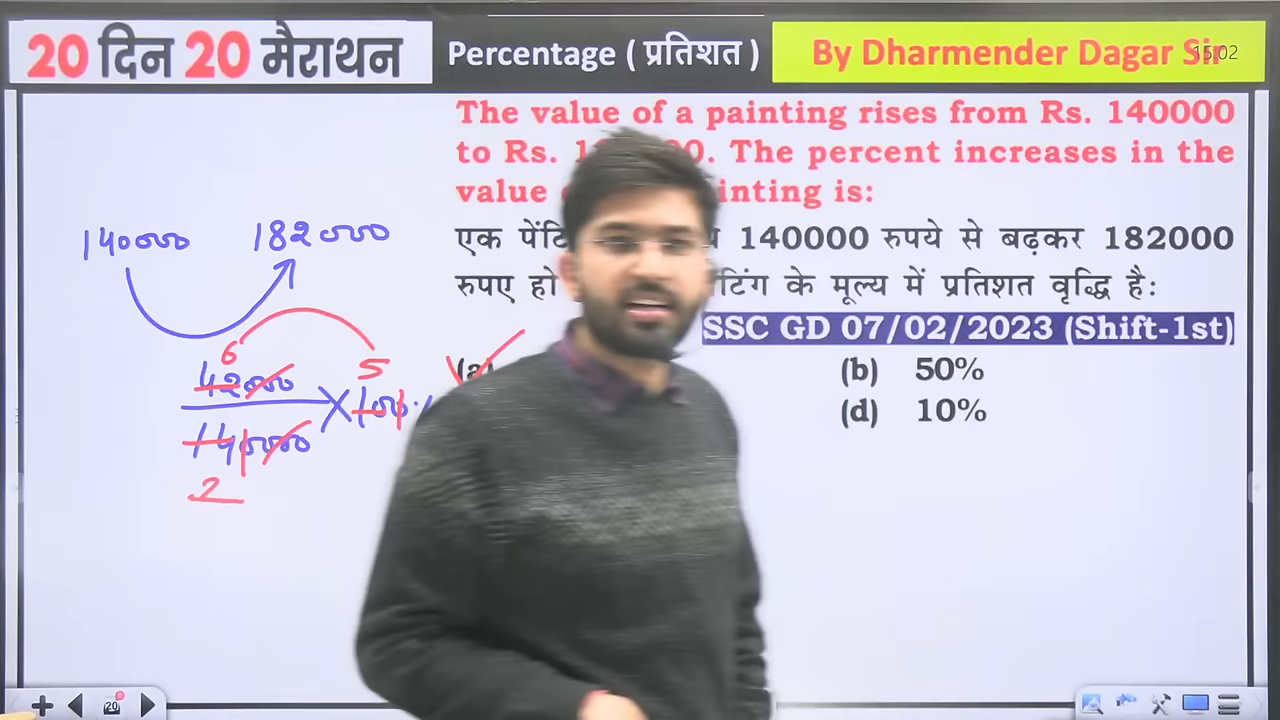 20 दिन 20 मैराथन
Percentage ( प्रतिशत )
By Dharmender Dagar Sir
15:02
The value of a painting rises from Rs. 140000
to Rs. The percent increases in the
value is:
एक 140000 रुपये से बढ़कर 182000
रुपए हो के मूल्य में प्रतिशत वृद्धि है:
SSC GD 07/02/2023 (Shift-1st)
(a)
(b) 50%
(d) 10%
140000 182000
6 5
42000
× 100
140000
2
20